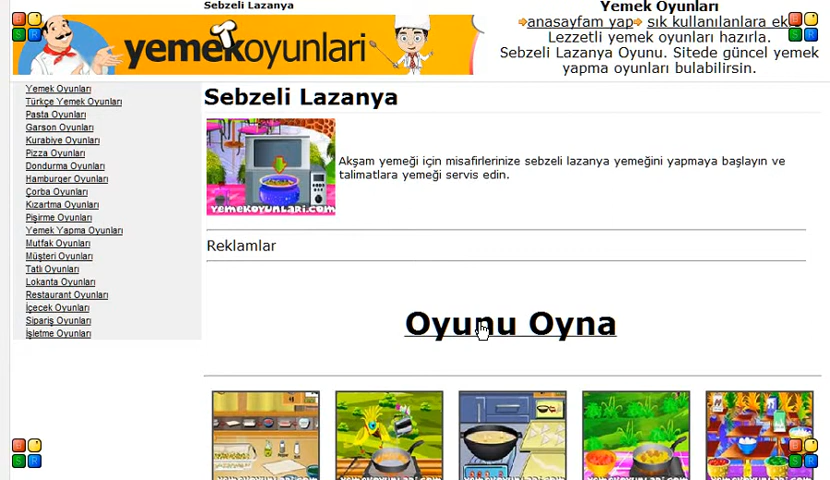 Sebzeli Lazanya
Yemek Oyunları
anasayfam yap sık kullanılanlara ek
Lezzetli yemek oyunları hazırla.
Sebzeli Lazanya Oyunu. Sitede güncel yemek
yapma oyunları bulabilirsin.
yemekoyunlari
Yemek Oyunları
Türkçe Yemek Oyunları
Pasta Oyunları
Garson Oyunları
Kurabiye Oyunları
Pizza Oyunları
Dondurma Oyunları
Hamburger Oyunları
Çorba Oyunları
Kızartma Oyunları
Pişirme Oyunları
Yemek Yapma Oyunları
Mutfak Oyunları
Müşteri Oyunları
Tatlı Oyunları
Lokanta Oyunları
Restaurant Oyunları
İçecek Oyunları
Sipariş Oyunları
İşletme Oyunları
Sebzeli Lazanya
yemekoyunlari.com
Akşam yemeği için misafirlerinize sebzeli lazanya yemeğini yapmaya başlayın ve
talimatlara yemeği servis edin.
Reklamlar
Oyunu Oyna